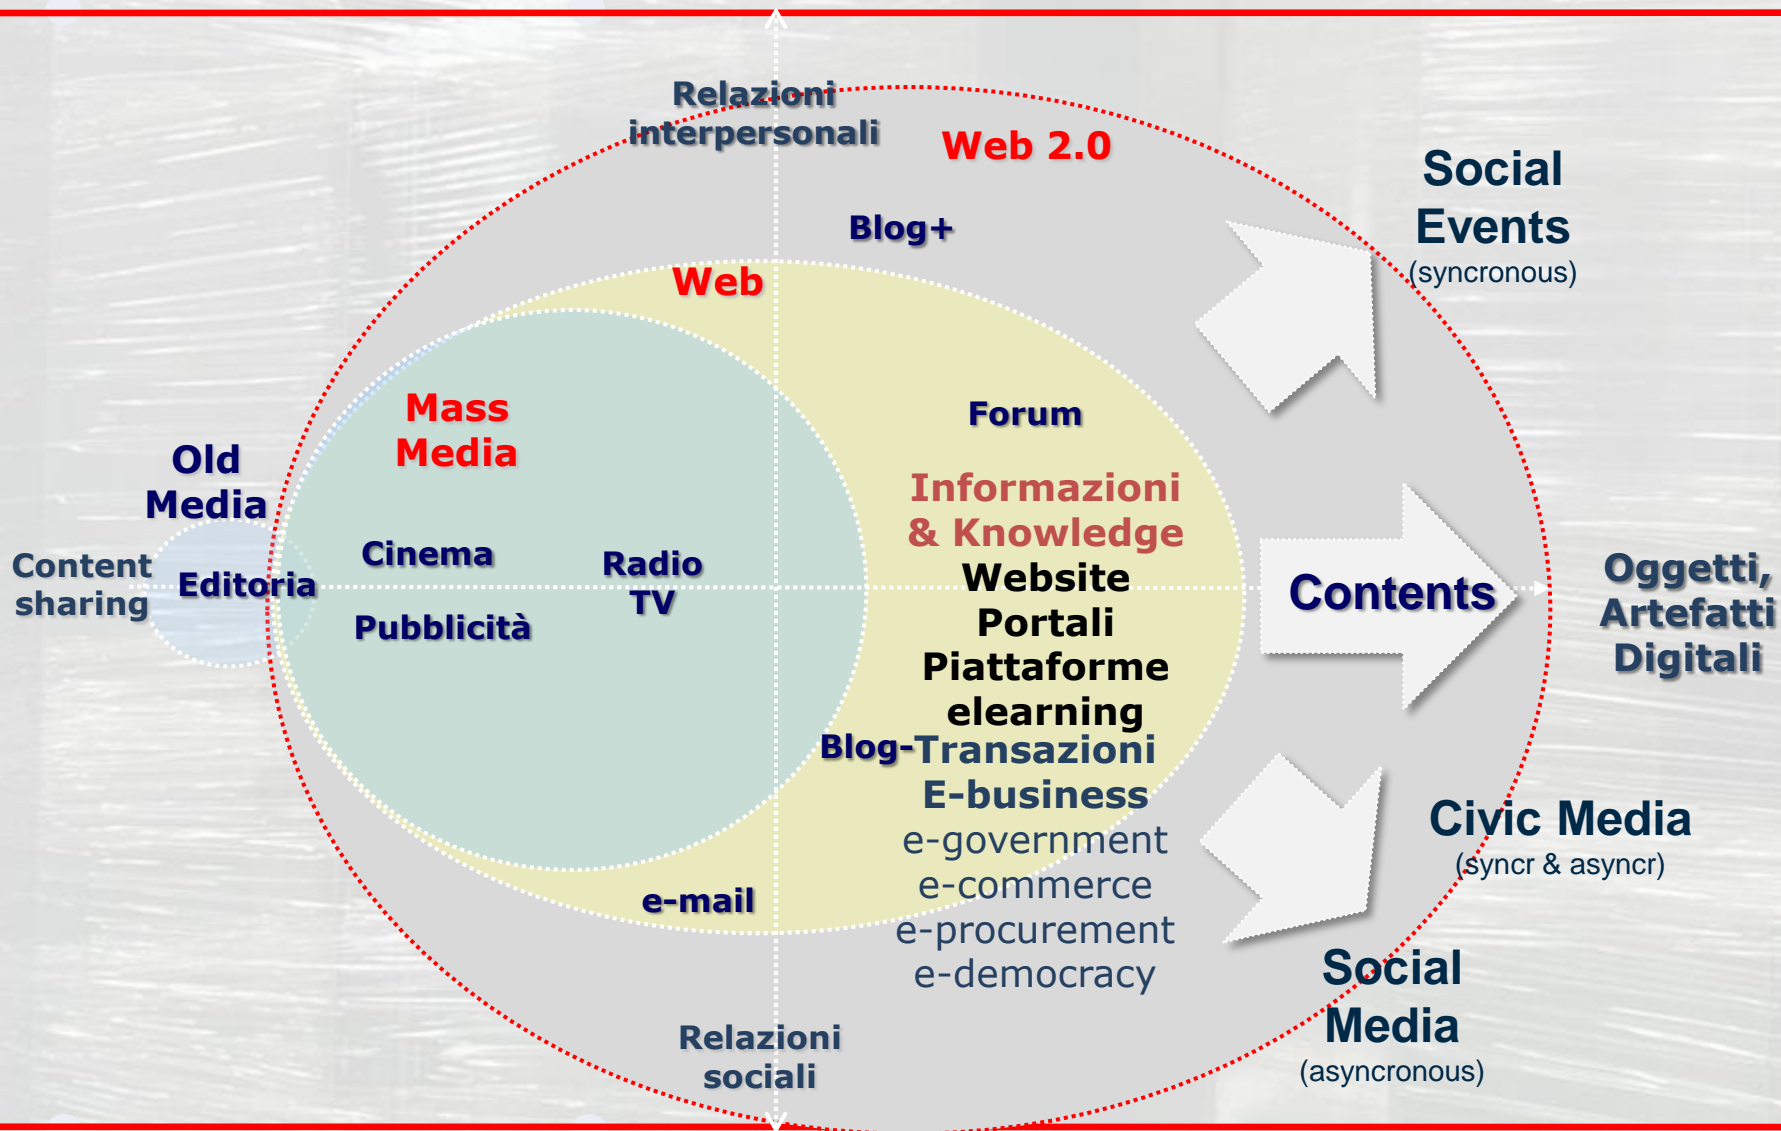 Relazioni
interpersonali
Web 2.0
Social
Events
(syncronous)
Blog+
Web
Mass
Media
Forum
Old
Media
Informazioni
& Knowledge
Content
sharing
Editoria
Cinema
Radio
TV
Pubblicità
Website
Portali
Piattaforme
elearning
Contents
Oggetti,
Artefatti
Digitali
Blog-
Transazioni
E-business
e-government
e-commerce
e-procurement
e-democracy
e-mail
Civic Media
(syncr & asyncr)
Social
Media
(asyncronous)
Relazioni
sociali